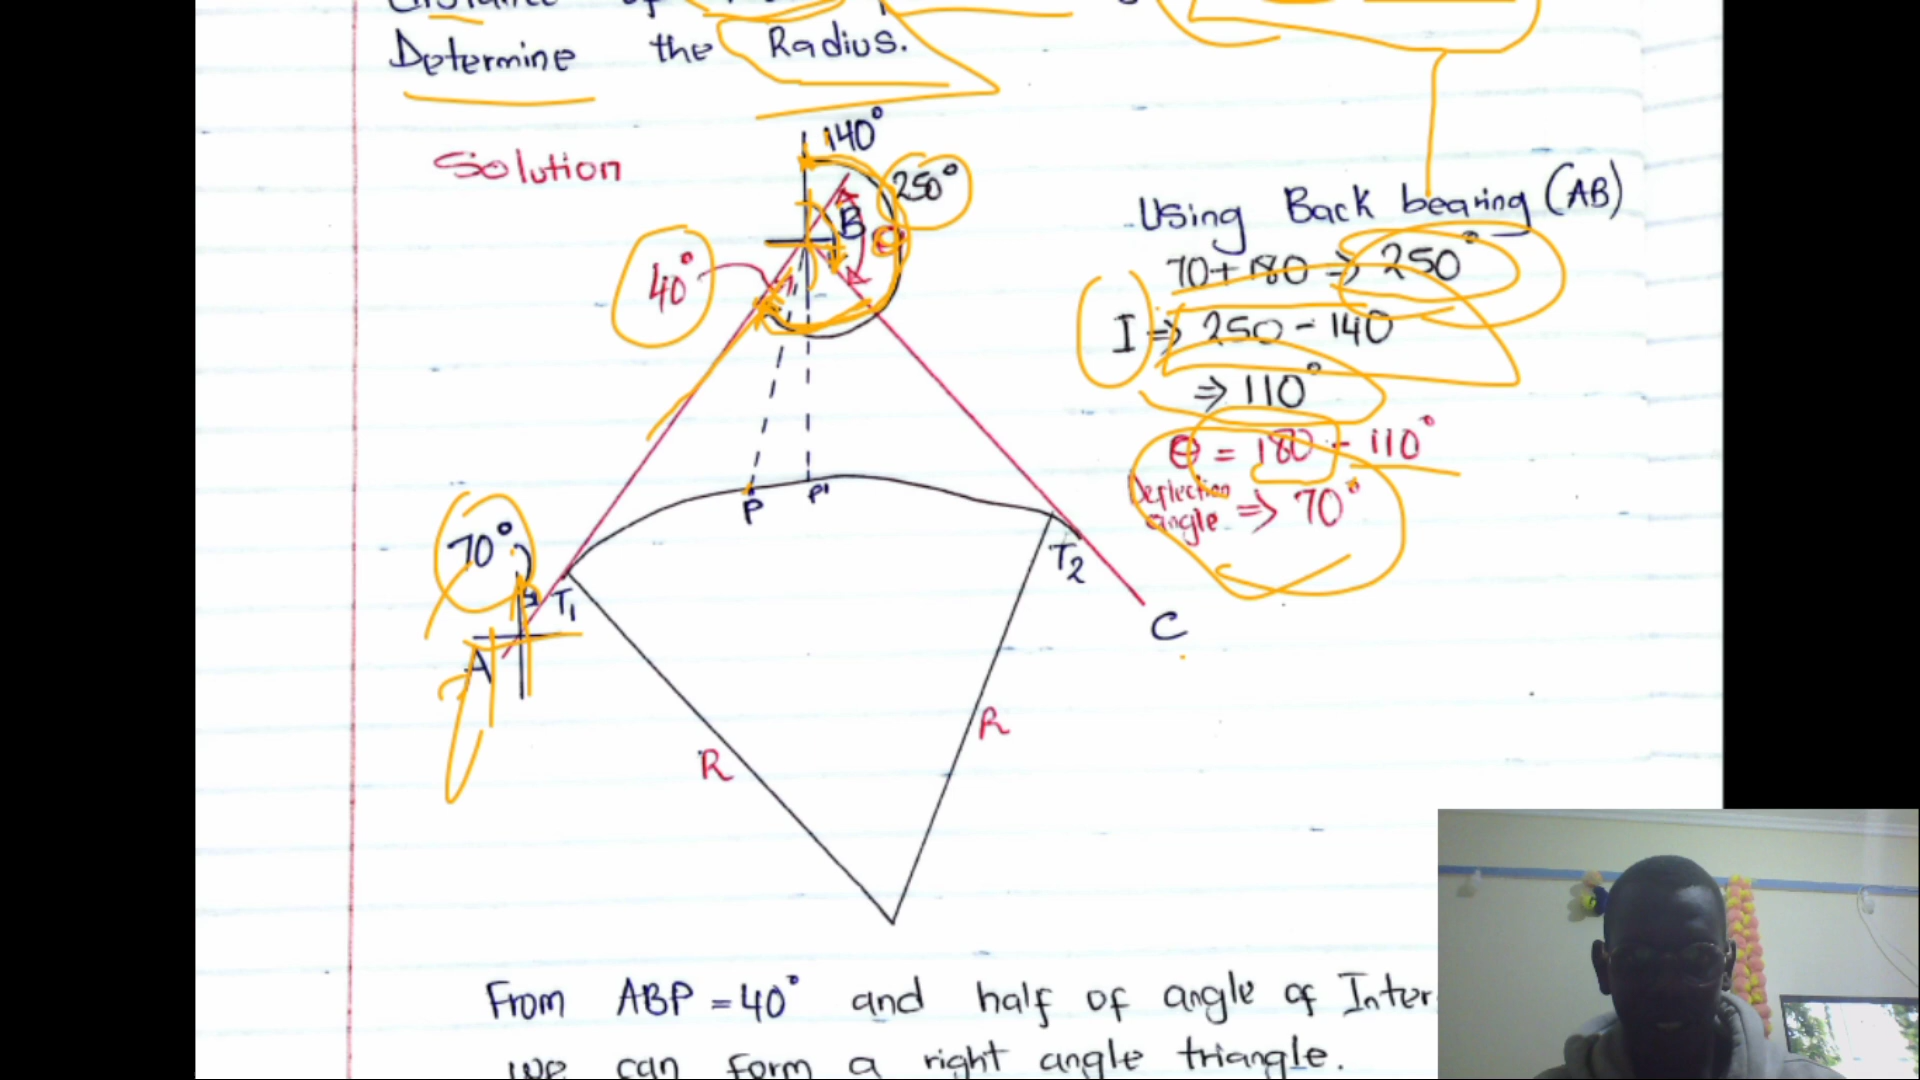 Distance of
Determine the Radius.
Solution
140°
250°
B
θ
40°
P
P'
70°
T1
A
T2
C
R
R
Using Back bearing (AB)
70+180 ⇒ 250°
I ⇒ 250 - 140
⇒ 110°
θ = 180 - 110°
Deflection
angle ⇒ 70°
From ABP = 40° and half of angle of Inter
we can form a right angle triangle.